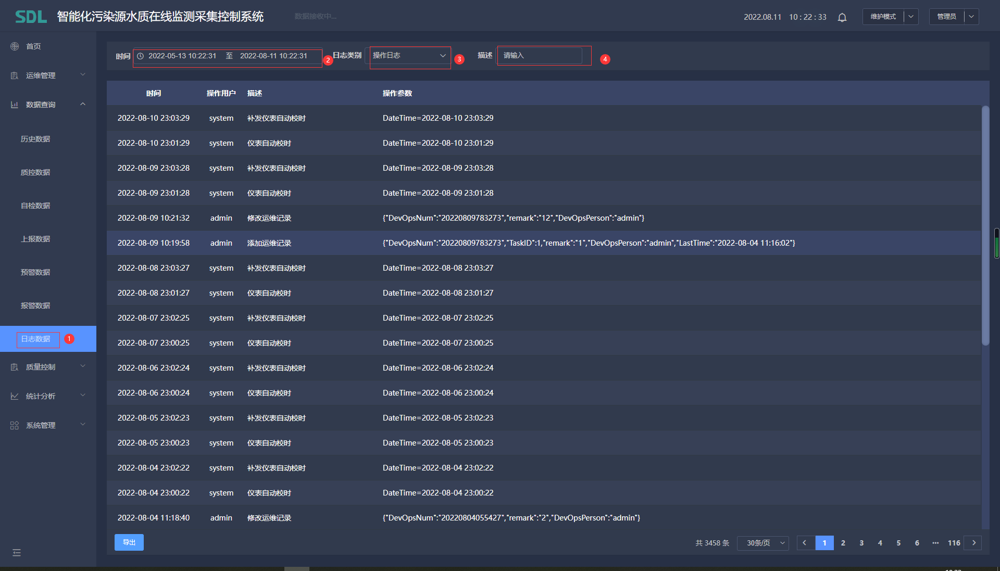 SDL 智能化污染源水质在线监测采集控制系统 数据接收中... 2022.08.11 10 : 22 : 33 维护模式 管理员
首页
运维管理
数据查询
历史数据
质控数据
自检数据
上报数据
预警数据
报警数据
日志数据 1
质量控制
统计分析
系统管理
时间 2022-05-13 10:22:31 至 2022-08-11 10:22:31 2 日志类别 操作日志 3 描述 请输入 4
时间 操作用户 描述 操作参数
2022-08-10 23:03:29 system 补发仪表自动校时 DateTime=2022-08-10 23:03:29
2022-08-10 23:01:29 system 仪表自动校时 DateTime=2022-08-10 23:01:29
2022-08-09 23:03:28 system 补发仪表自动校时 DateTime=2022-08-09 23:03:28
2022-08-09 23:01:28 system 仪表自动校时 DateTime=2022-08-09 23:01:28
2022-08-09 10:21:32 admin 修改运维记录 {"DevOpsNum":"20220809783273","remark":"12","DevOpsPerson":"admin"}
2022-08-09 10:19:58 admin 添加运维记录 {"DevOpsNum":"20220809783273","TaskID":1,"remark":"1","DevOpsPerson":"admin","LastTime":"2022-08-04 11:16:02"}
2022-08-08 23:03:27 system 补发仪表自动校时 DateTime=2022-08-08 23:03:27
2022-08-08 23:01:27 system 仪表自动校时 DateTime=2022-08-08 23:01:27
2022-08-07 23:02:25 system 补发仪表自动校时 DateTime=2022-08-07 23:02:25
2022-08-07 23:00:25 system 仪表自动校时 DateTime=2022-08-07 23:00:25
2022-08-06 23:02:24 system 补发仪表自动校时 DateTime=2022-08-06 23:02:24
2022-08-06 23:00:24 system 仪表自动校时 DateTime=2022-08-06 23:00:24
2022-08-05 23:02:23 system 补发仪表自动校时 DateTime=2022-08-05 23:02:23
2022-08-05 23:00:23 system 仪表自动校时 DateTime=2022-08-05 23:00:23
2022-08-04 23:02:22 system 补发仪表自动校时 DateTime=2022-08-04 23:02:22
2022-08-04 23:00:22 system 仪表自动校时 DateTime=2022-08-04 23:00:22
2022-08-04 11:18:40 admin 修改运维记录 {"DevOpsNum":"20220804055427","remark":"2","DevOpsPerson":"admin"}
导出 共 3458 条 30条/页 1 2 3 4 5 6 ••• 116